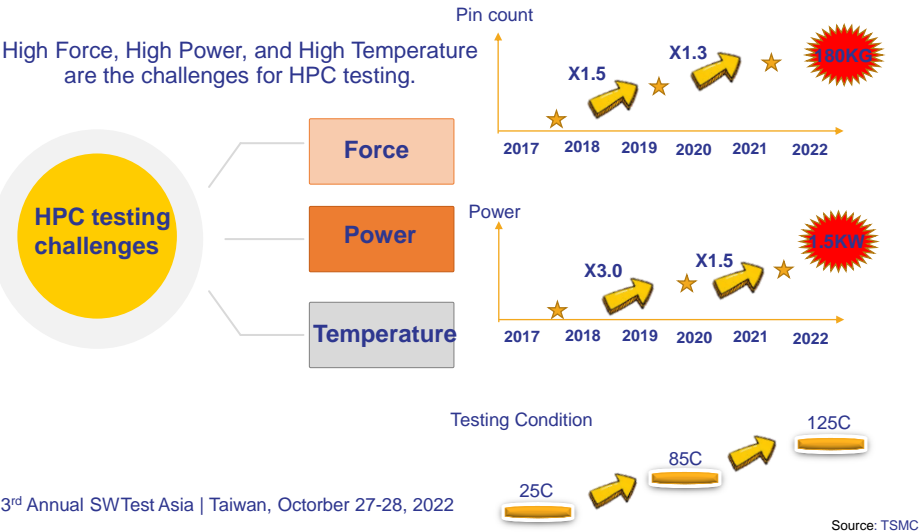 High Force, High Power, and High Temperature
are the challenges for HPC testing.
HPC testing
challenges
Force
Power
Temperature
Pin count
X1.5
X1.3
180KG
2017 2018 2019 2020 2021 2022
Power
X3.0
X1.5
1.5KW
2017 2018 2019 2020 2021 2022
Testing Condition
25C
85C
125C
3rd Annual SWTest Asia | Taiwan, Octorber 27-28, 2022
Source: TSMC